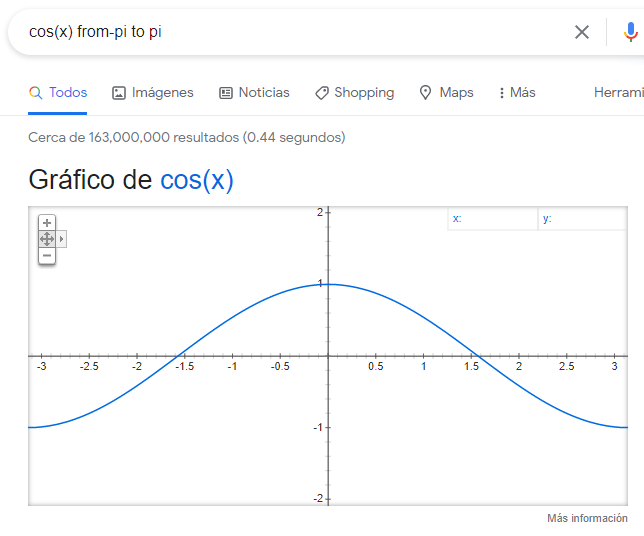 cos(x) from-pi to pi
Todos Imágenes Noticias Shopping Maps Más Herrami
Cerca de 163,000,000 resultados (0.44 segundos)
Gráfico de cos(x)
x: y:
2
1
-3 -2.5 -2 -1.5 -1 -0.5 0.5 1 1.5 2 2.5 3
-1
-2
Más información